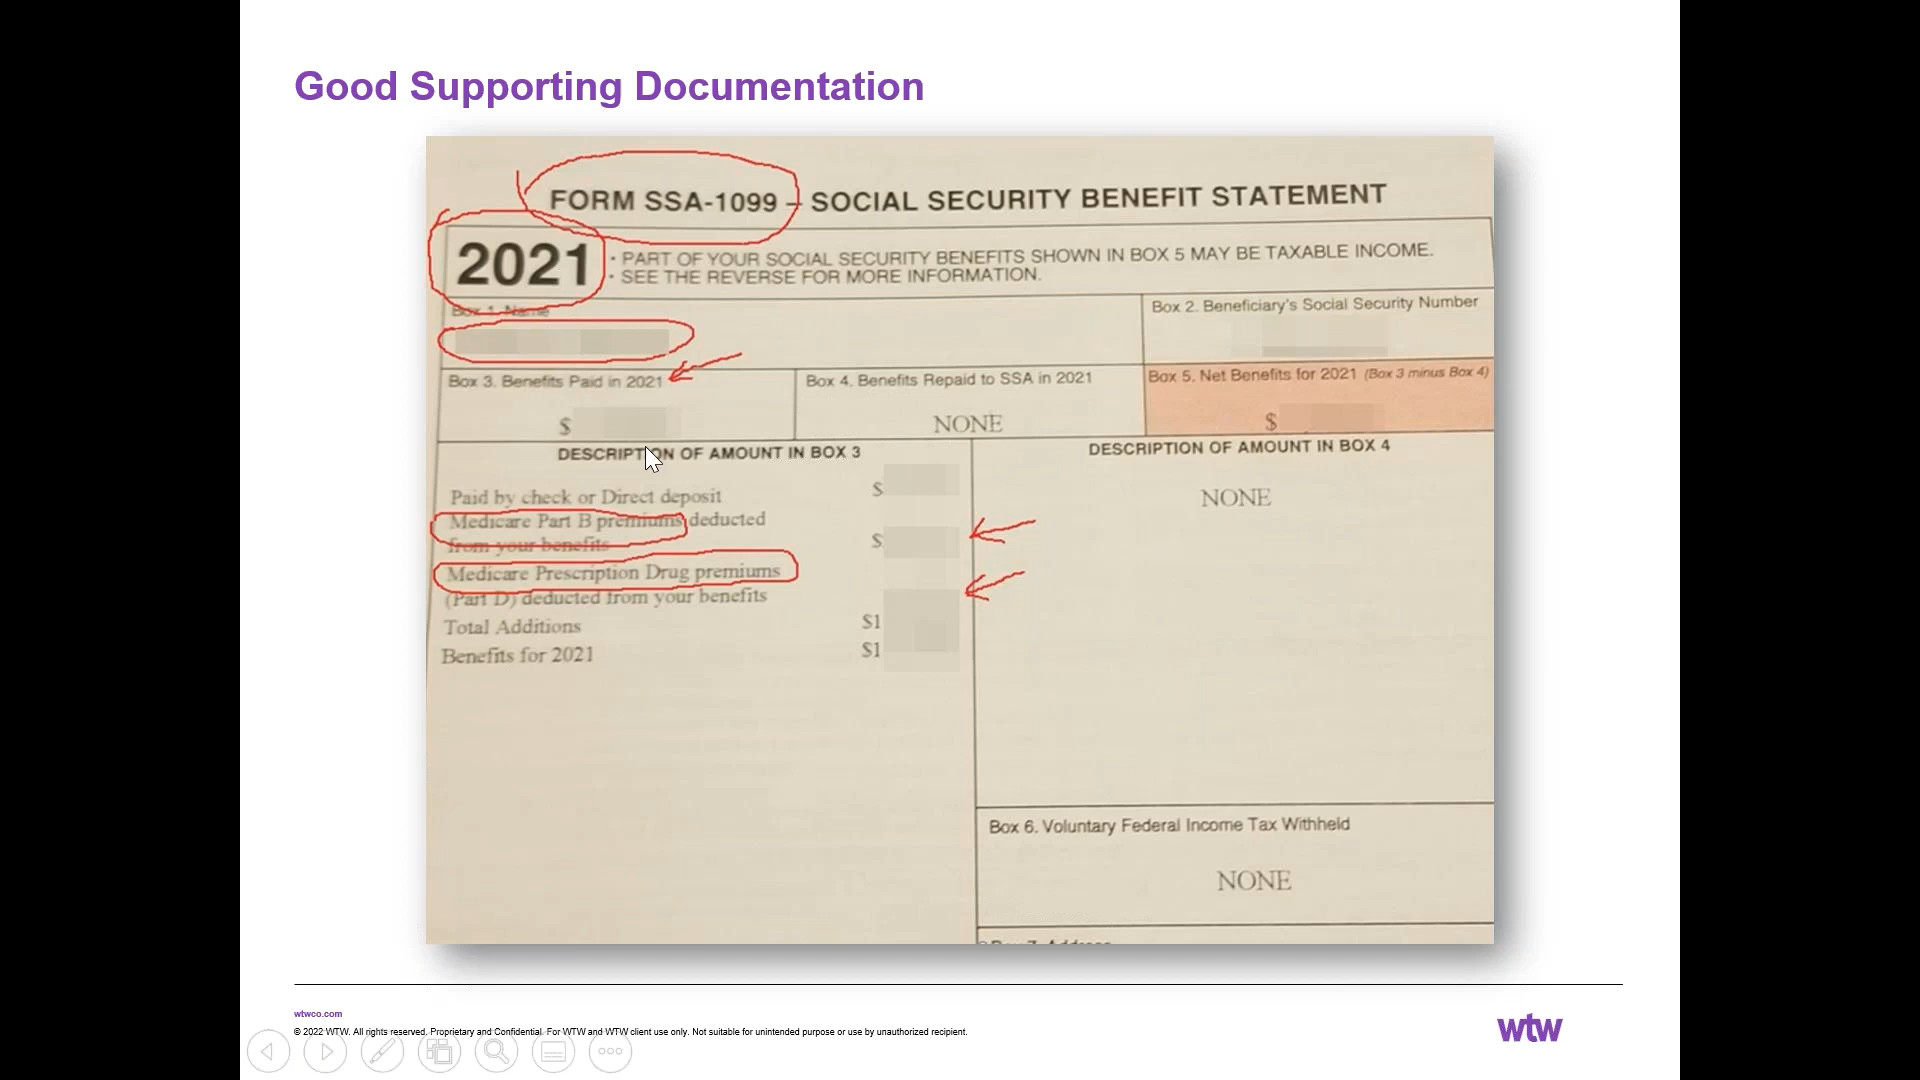 Good Supporting Documentation
FORM SSA-1099 – SOCIAL SECURITY BENEFIT STATEMENT
2021
· PART OF YOUR SOCIAL SECURITY BENEFITS SHOWN IN BOX 5 MAY BE TAXABLE INCOME.
· SEE THE REVERSE FOR MORE INFORMATION.
Box 1. Name
Box 2. Beneficiary's Social Security Number
Box 3. Benefits Paid in 2021
$
Box 4. Benefits Repaid to SSA in 2021
NONE
Box 5. Net Benefits for 2021 (Box 3 minus Box 4)
$
DESCRIPTION OF AMOUNT IN BOX 3
Paid by check or Direct deposit $
Medicare Part B premiums deducted
from your benefits $
Medicare Prescription Drug premiums
(Part D) deducted from your benefits
Total Additions $1
Benefits for 2021 $1
DESCRIPTION OF AMOUNT IN BOX 4
NONE
Box 6. Voluntary Federal Income Tax Withheld
NONE
Box 7. Address
wtwco.com
© 2022 WTW. All rights reserved. Proprietary and Confidential. For WTW and WTW client use only. Not suitable for unintended purpose or use by unauthorized recipient.
wtw